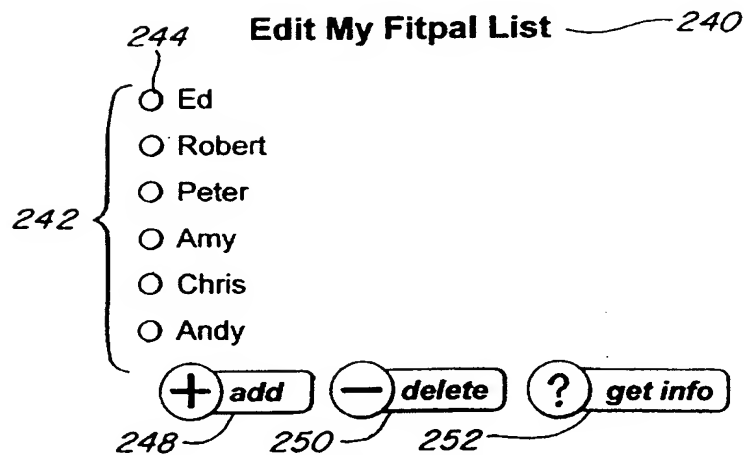 244 Edit My Fitpal List 240
Ed
Robert
Peter
242 Amy
Chris
Andy
+ add − delete ? get info
248 250 252